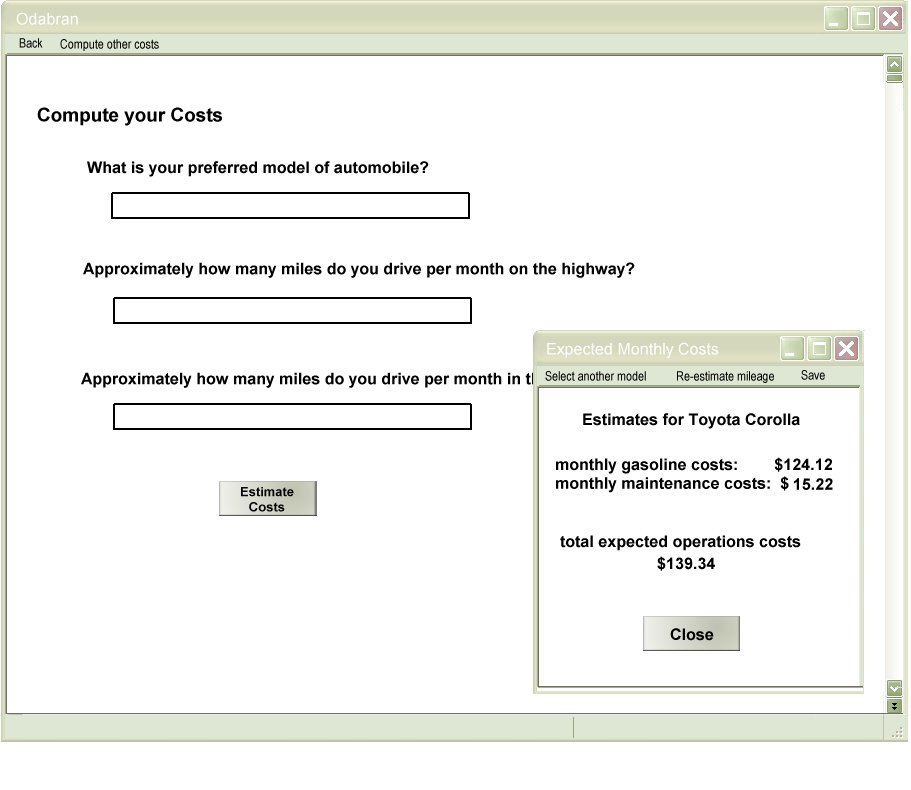 Odabran
Back Compute other costs
Compute your Costs
What is your preferred model of automobile?
Approximately how many miles do you drive per month on the highway?
Approximately how many miles do you drive per month in
Estimate
Costs
Expected Monthly Costs
Select another model Re-estimate mileage Save
Estimates for Toyota Corolla
monthly gasoline costs: $124.12
monthly maintenance costs: $ 15.22
total expected operations costs
$139.34
Close